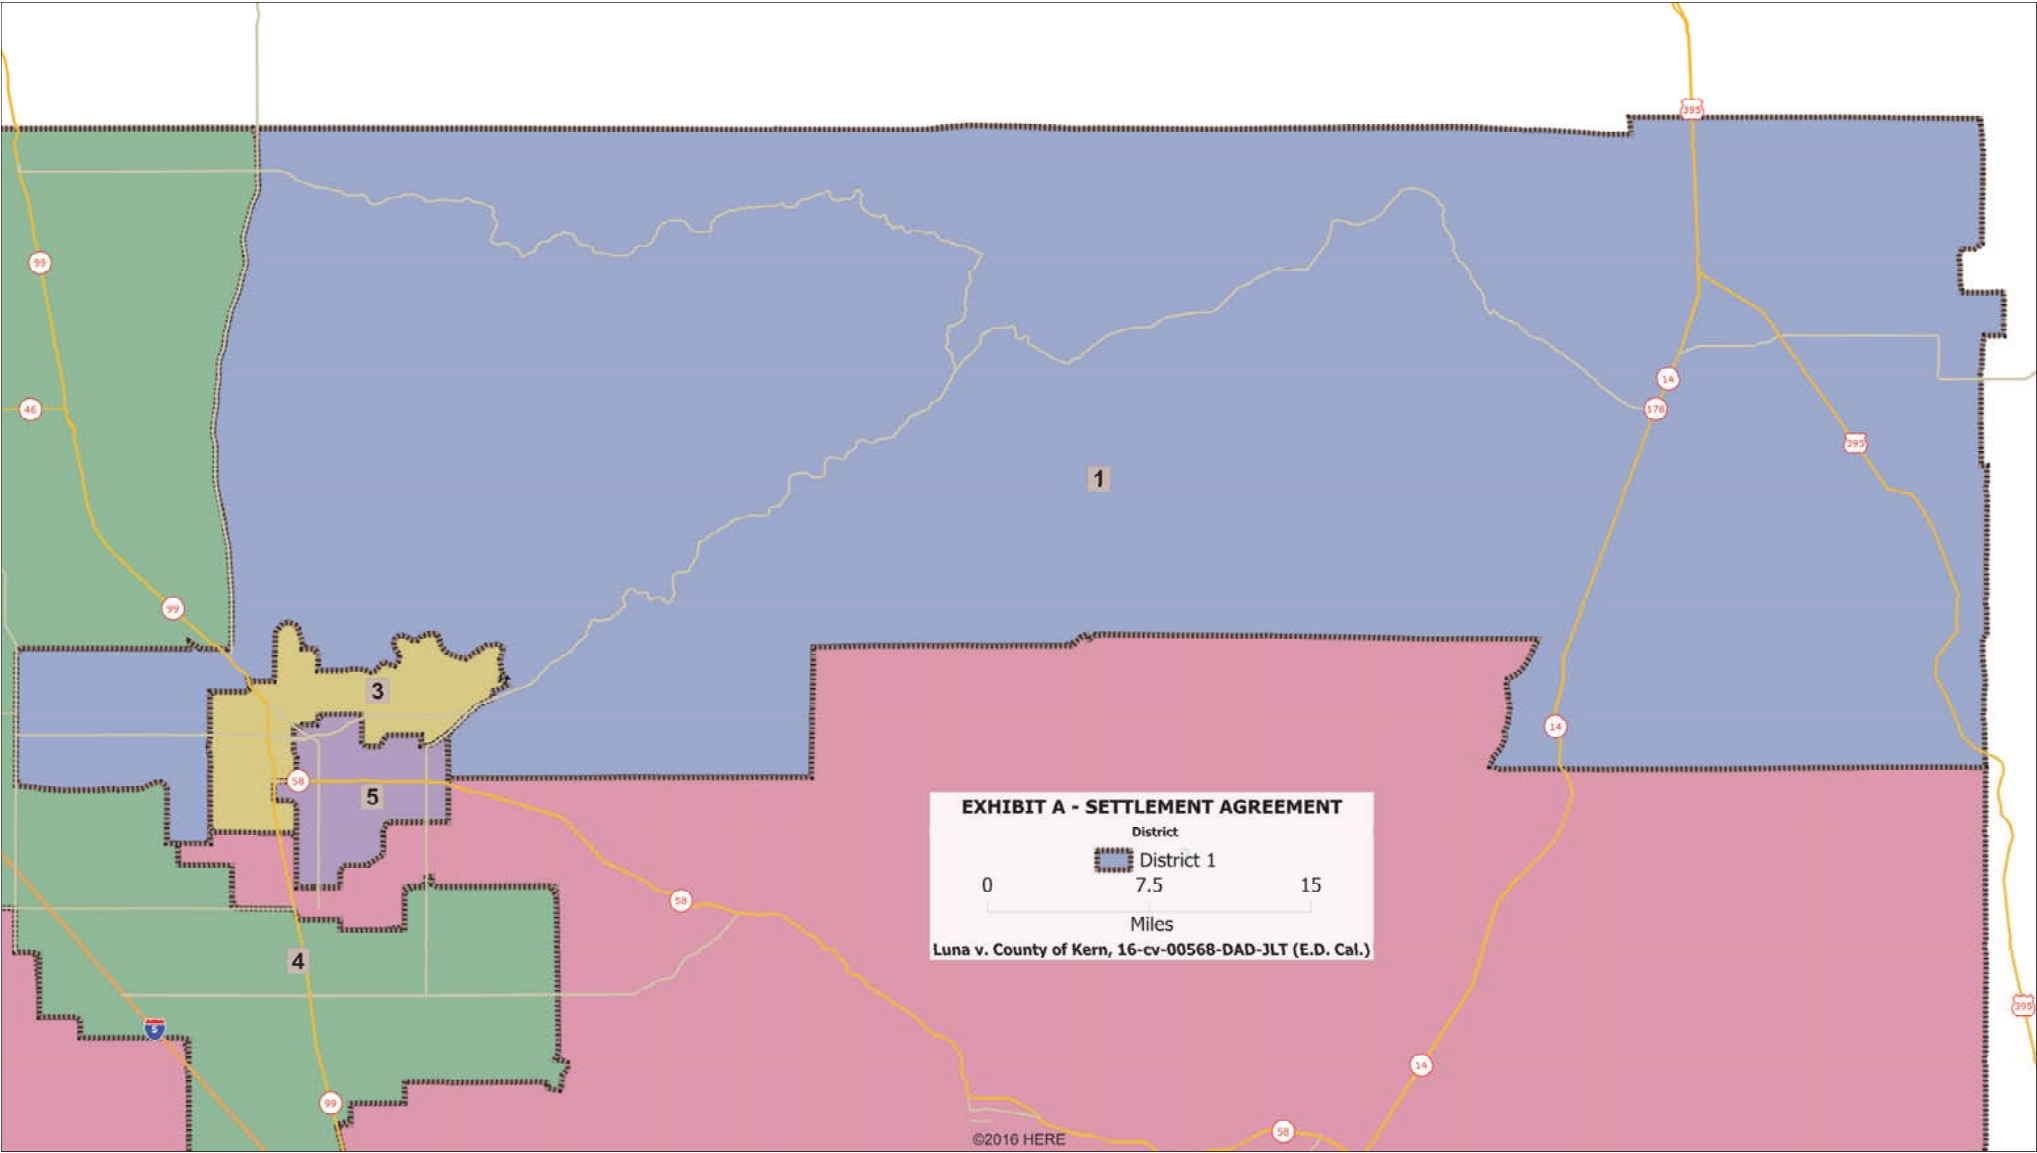 395
99
46
14
178
395
1
99
3
14
58
5
EXHIBIT A - SETTLEMENT AGREEMENT
District
District 1
0 7.5 15
Miles
Luna v. County of Kern, 16-cv-00568-DAD-JLT (E.D. Cal.)
58
4
5
395
14
99
58
©2016 HERE